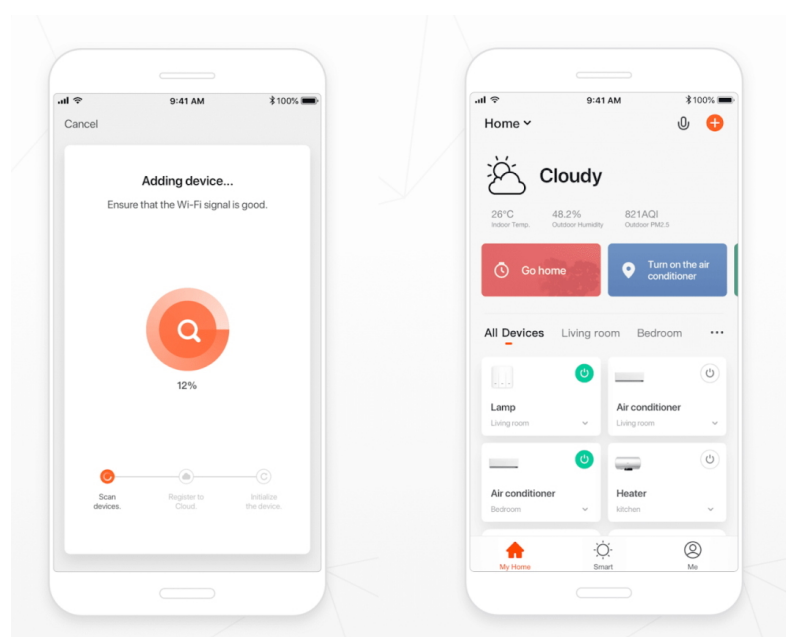 9:41 AM
100%
Cancel
Adding device...
Ensure that the Wi-Fi signal is good.
12%
Scan
devices.
Register to
Cloud.
Initialize
the device.
9:41 AM
100%
Home
Cloudy
26°C
48.2%
821AQI
Indoor Temp.
Outdoor Humidity
Outdoor PM2.5
Go home
Turn on the air
conditioner
All Devices
Living room
Bedroom
Lamp
Living room
Air conditioner
Living room
Air conditioner
Bedroom
Heater
kitchen
My Home
Smart
Me